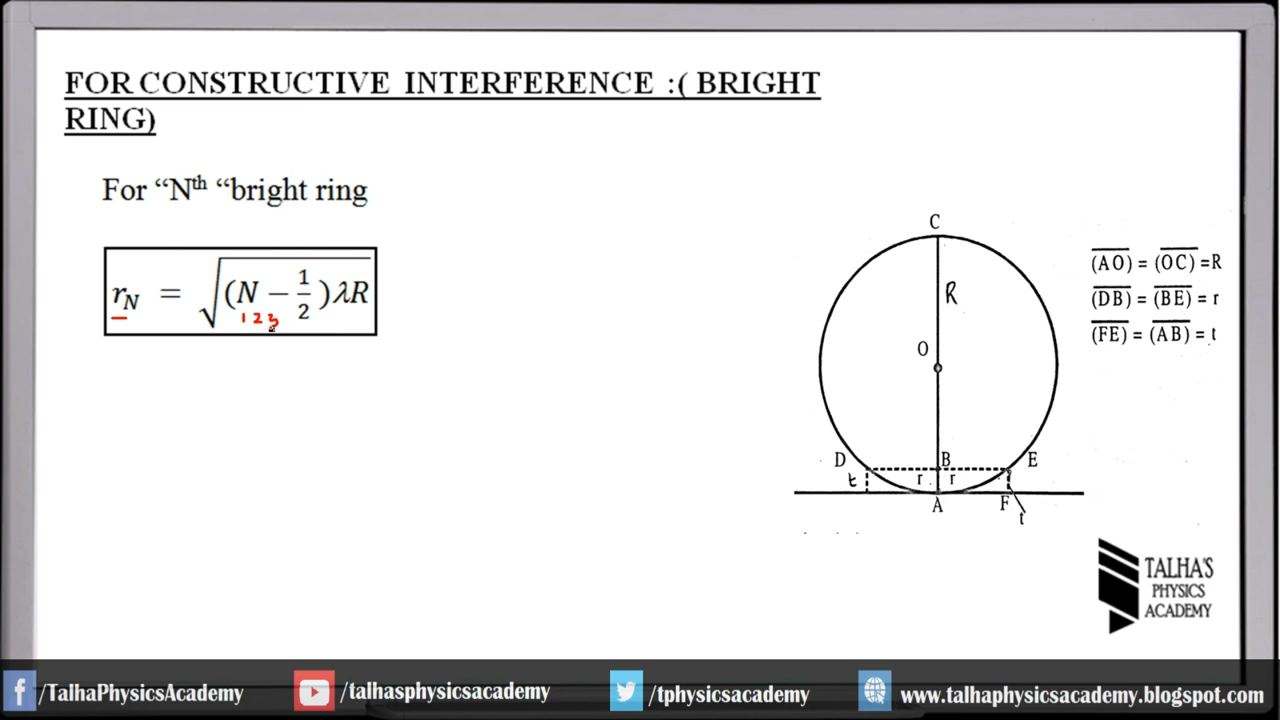 FOR CONSTRUCTIVE INTERFERENCE :( BRIGHT
RING)
For “Nth “bright ring
rN = √(N − 1/2)λR
1 2 3
C
R
O
D
B
E
t
r
r
A
F
t
(AO) = (OC) =R
(DB) = (BE) = r
(FE) = (AB) = t
TALHA'S
PHYSICS
ACADEMY
/TalhaPhysicsAcademy
/talhasphysicsacademy
/tphysicsacademy
www.talhaphysicsacademy.blogspot.com